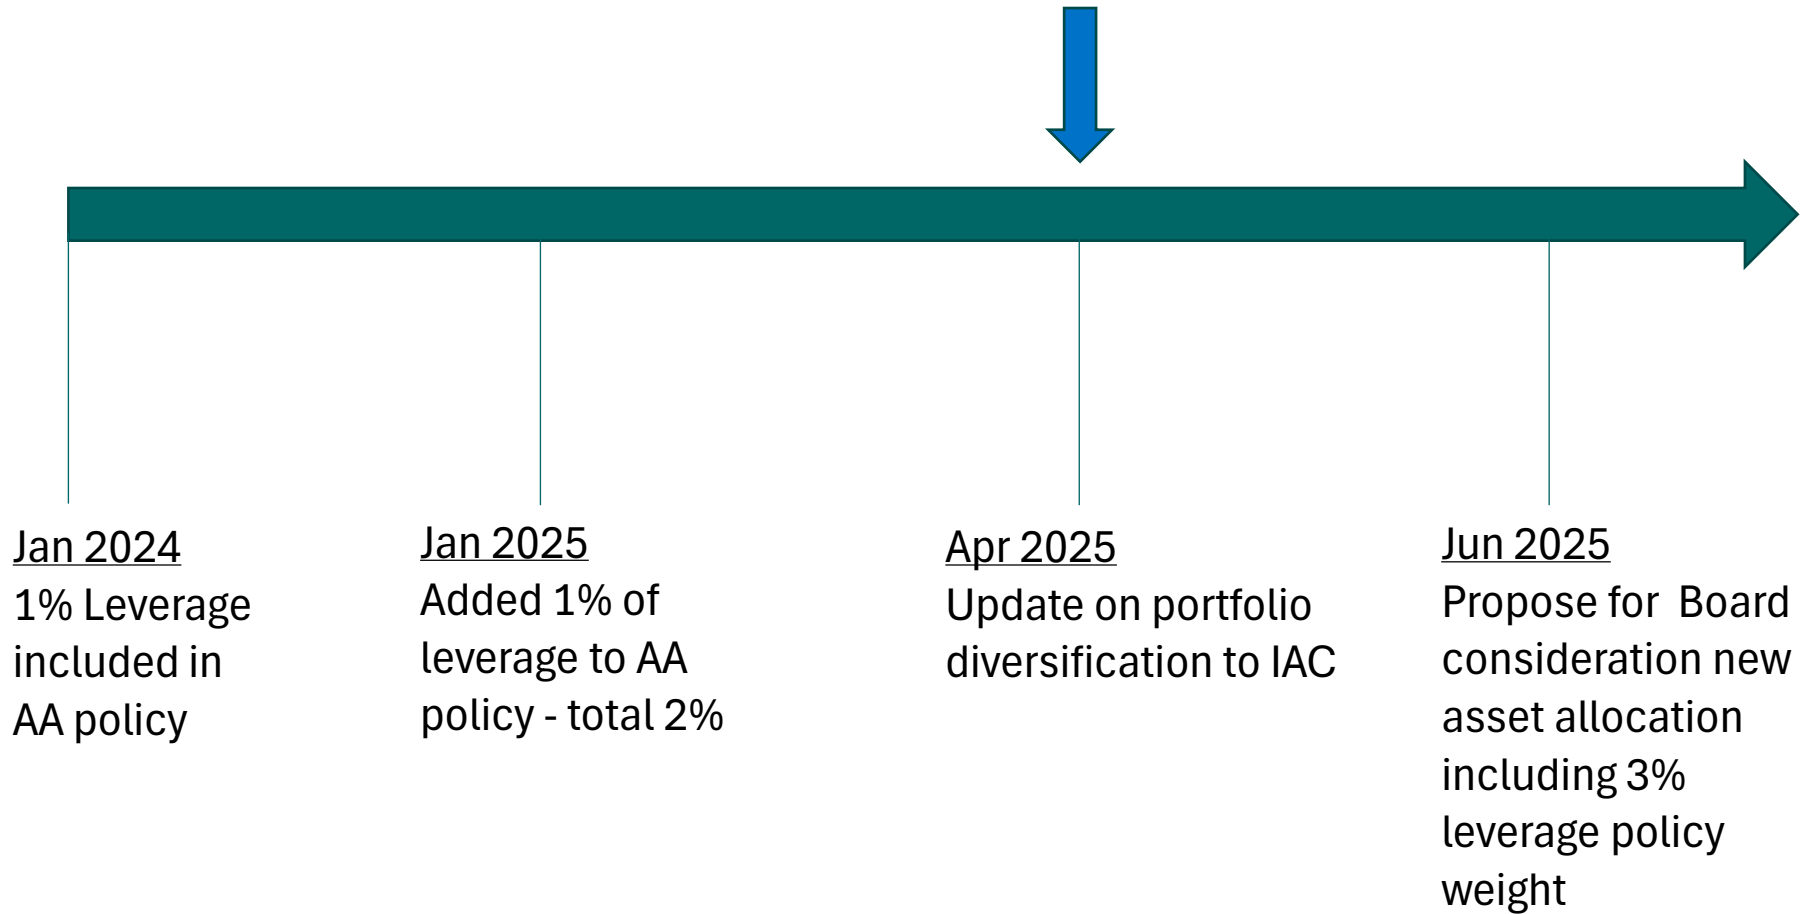 Jan 2024
1% Leverage
included in
AA policy
Jan 2025
Added 1% of
leverage to AA
policy - total 2%
Apr 2025
Update on portfolio
diversification to IAC
Jun 2025
Propose for  Board
consideration new
asset allocation
including 3%
leverage policy
weight